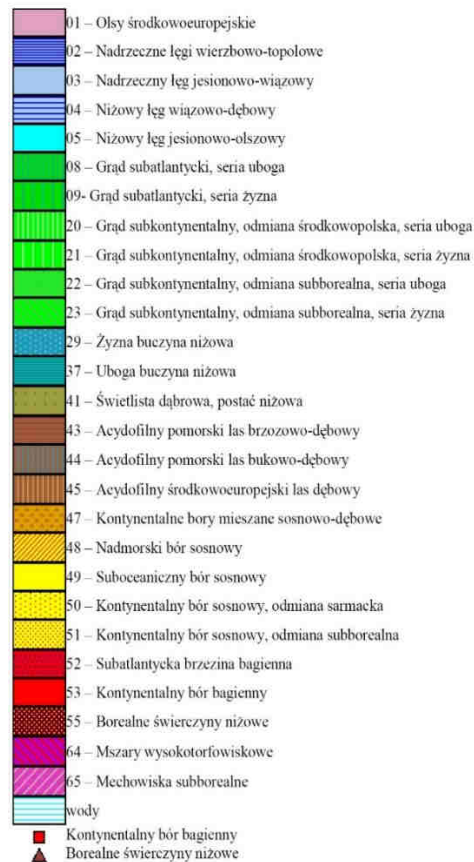 01 – Olsy środkowoeuropejskie
02 – Nadrzeczne łęgi wierzbowo-topolowe
03 – Nadrzeczny łęg jesionowo-wiązowy
04 – Niżowy łęg wiązowo-dębowy
05 – Niżowy łęg jesionowo-olszowy
08 – Grąd subatlantycki, seria uboga
09- Grąd subatlantycki, seria żyzna
20 – Grąd subkontynentalny, odmiana środkowopolska, seria uboga
21 – Grąd subkontynentalny, odmiana środkowopolska, seria żyzna
22 – Grąd subkontynentalny, odmiana subborealna, seria uboga
23 – Grąd subkontynentalny, odmiana subborealna, seria żyzna
29 – Żyzna buczyna niżowa
37 – Uboga buczyna niżowa
41 – Świetlista dąbrowa, postać niżowa
43 – Acydofilny pomorski las brzozowo-dębowy
44 – Acydofilny pomorski las bukowo-dębowy
45 – Acydofilny środkowoeuropejski las dębowy
47 – Kontynentalne bory mieszane sosnowo-dębowe
48 – Nadmorski bór sosnowy
49 – Suboceaniczny bór sosnowy
50 – Kontynentalny bór sosnowy, odmiana sarmacka
51 – Kontynentalny bór sosnowy, odmiana subborealna
52 – Subatlantycka brzezina bagienna
53 – Kontynentalny bór bagienny
55 – Borealne świerczyny niżowe
64 – Mszary wysokotorfowiskowe
65 – Mechowiska subborealne
wody
Kontynentalny bór bagienny
Borealne świerczyny niżowe